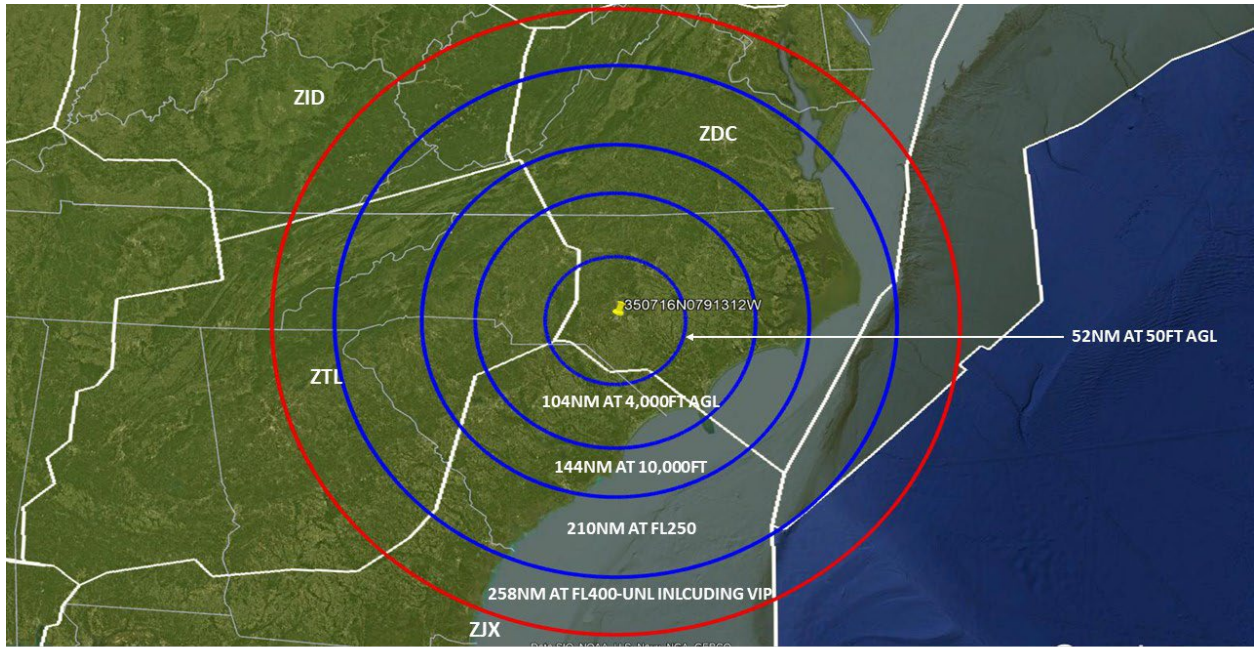 ZID
ZDC
350716N0791312W
52NM AT 50FT AGL
ZTL
104NM AT 4,000FT AGL
144NM AT 10,000FT
210NM AT FL250
258NM AT FL400-UNL INLCUDING VIP
ZJX